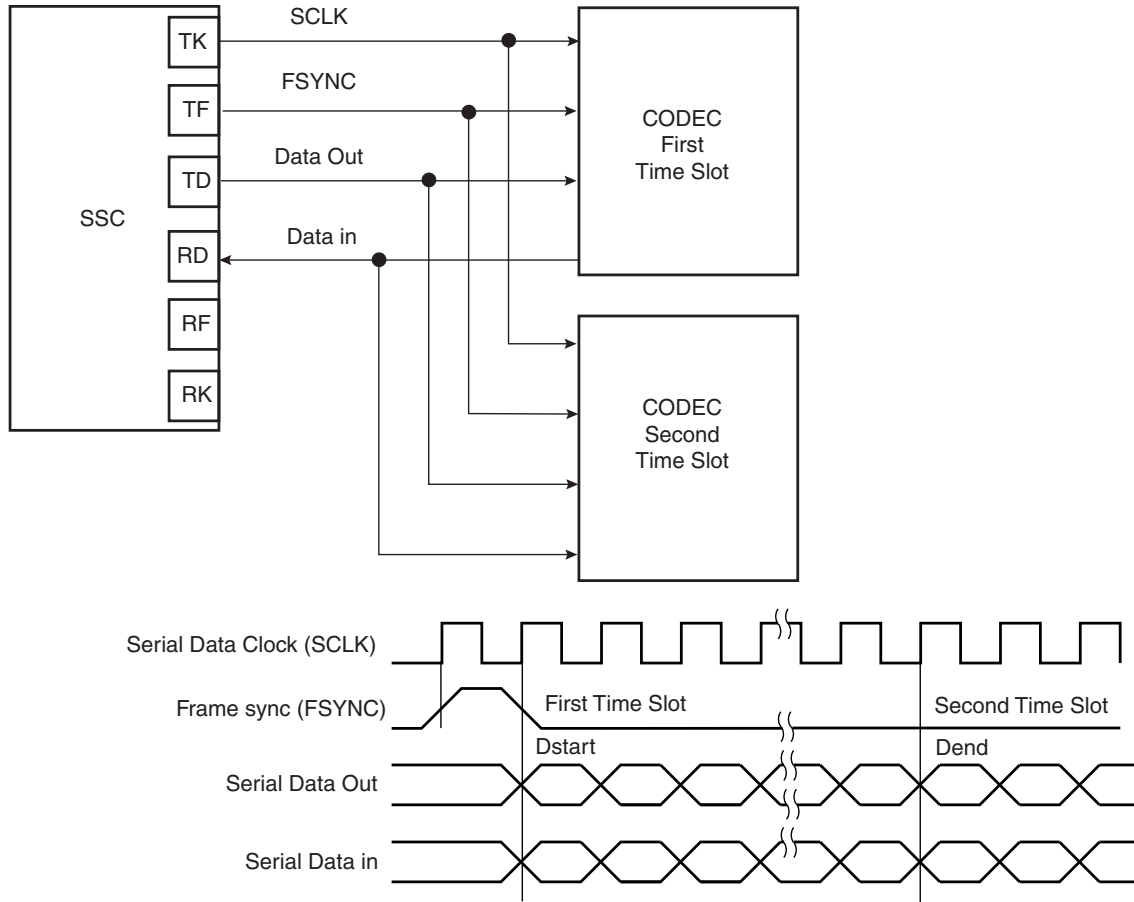 SCLK
TK
FSYNC
TF
CODEC
First
Time Slot
Data Out
TD
SSC
Data in
RD
RF
RK
CODEC
Second
Time Slot
Serial Data Clock (SCLK)
Frame sync (FSYNC)
First Time Slot
Second Time Slot
Dstart
Dend
Serial Data Out
Serial Data in